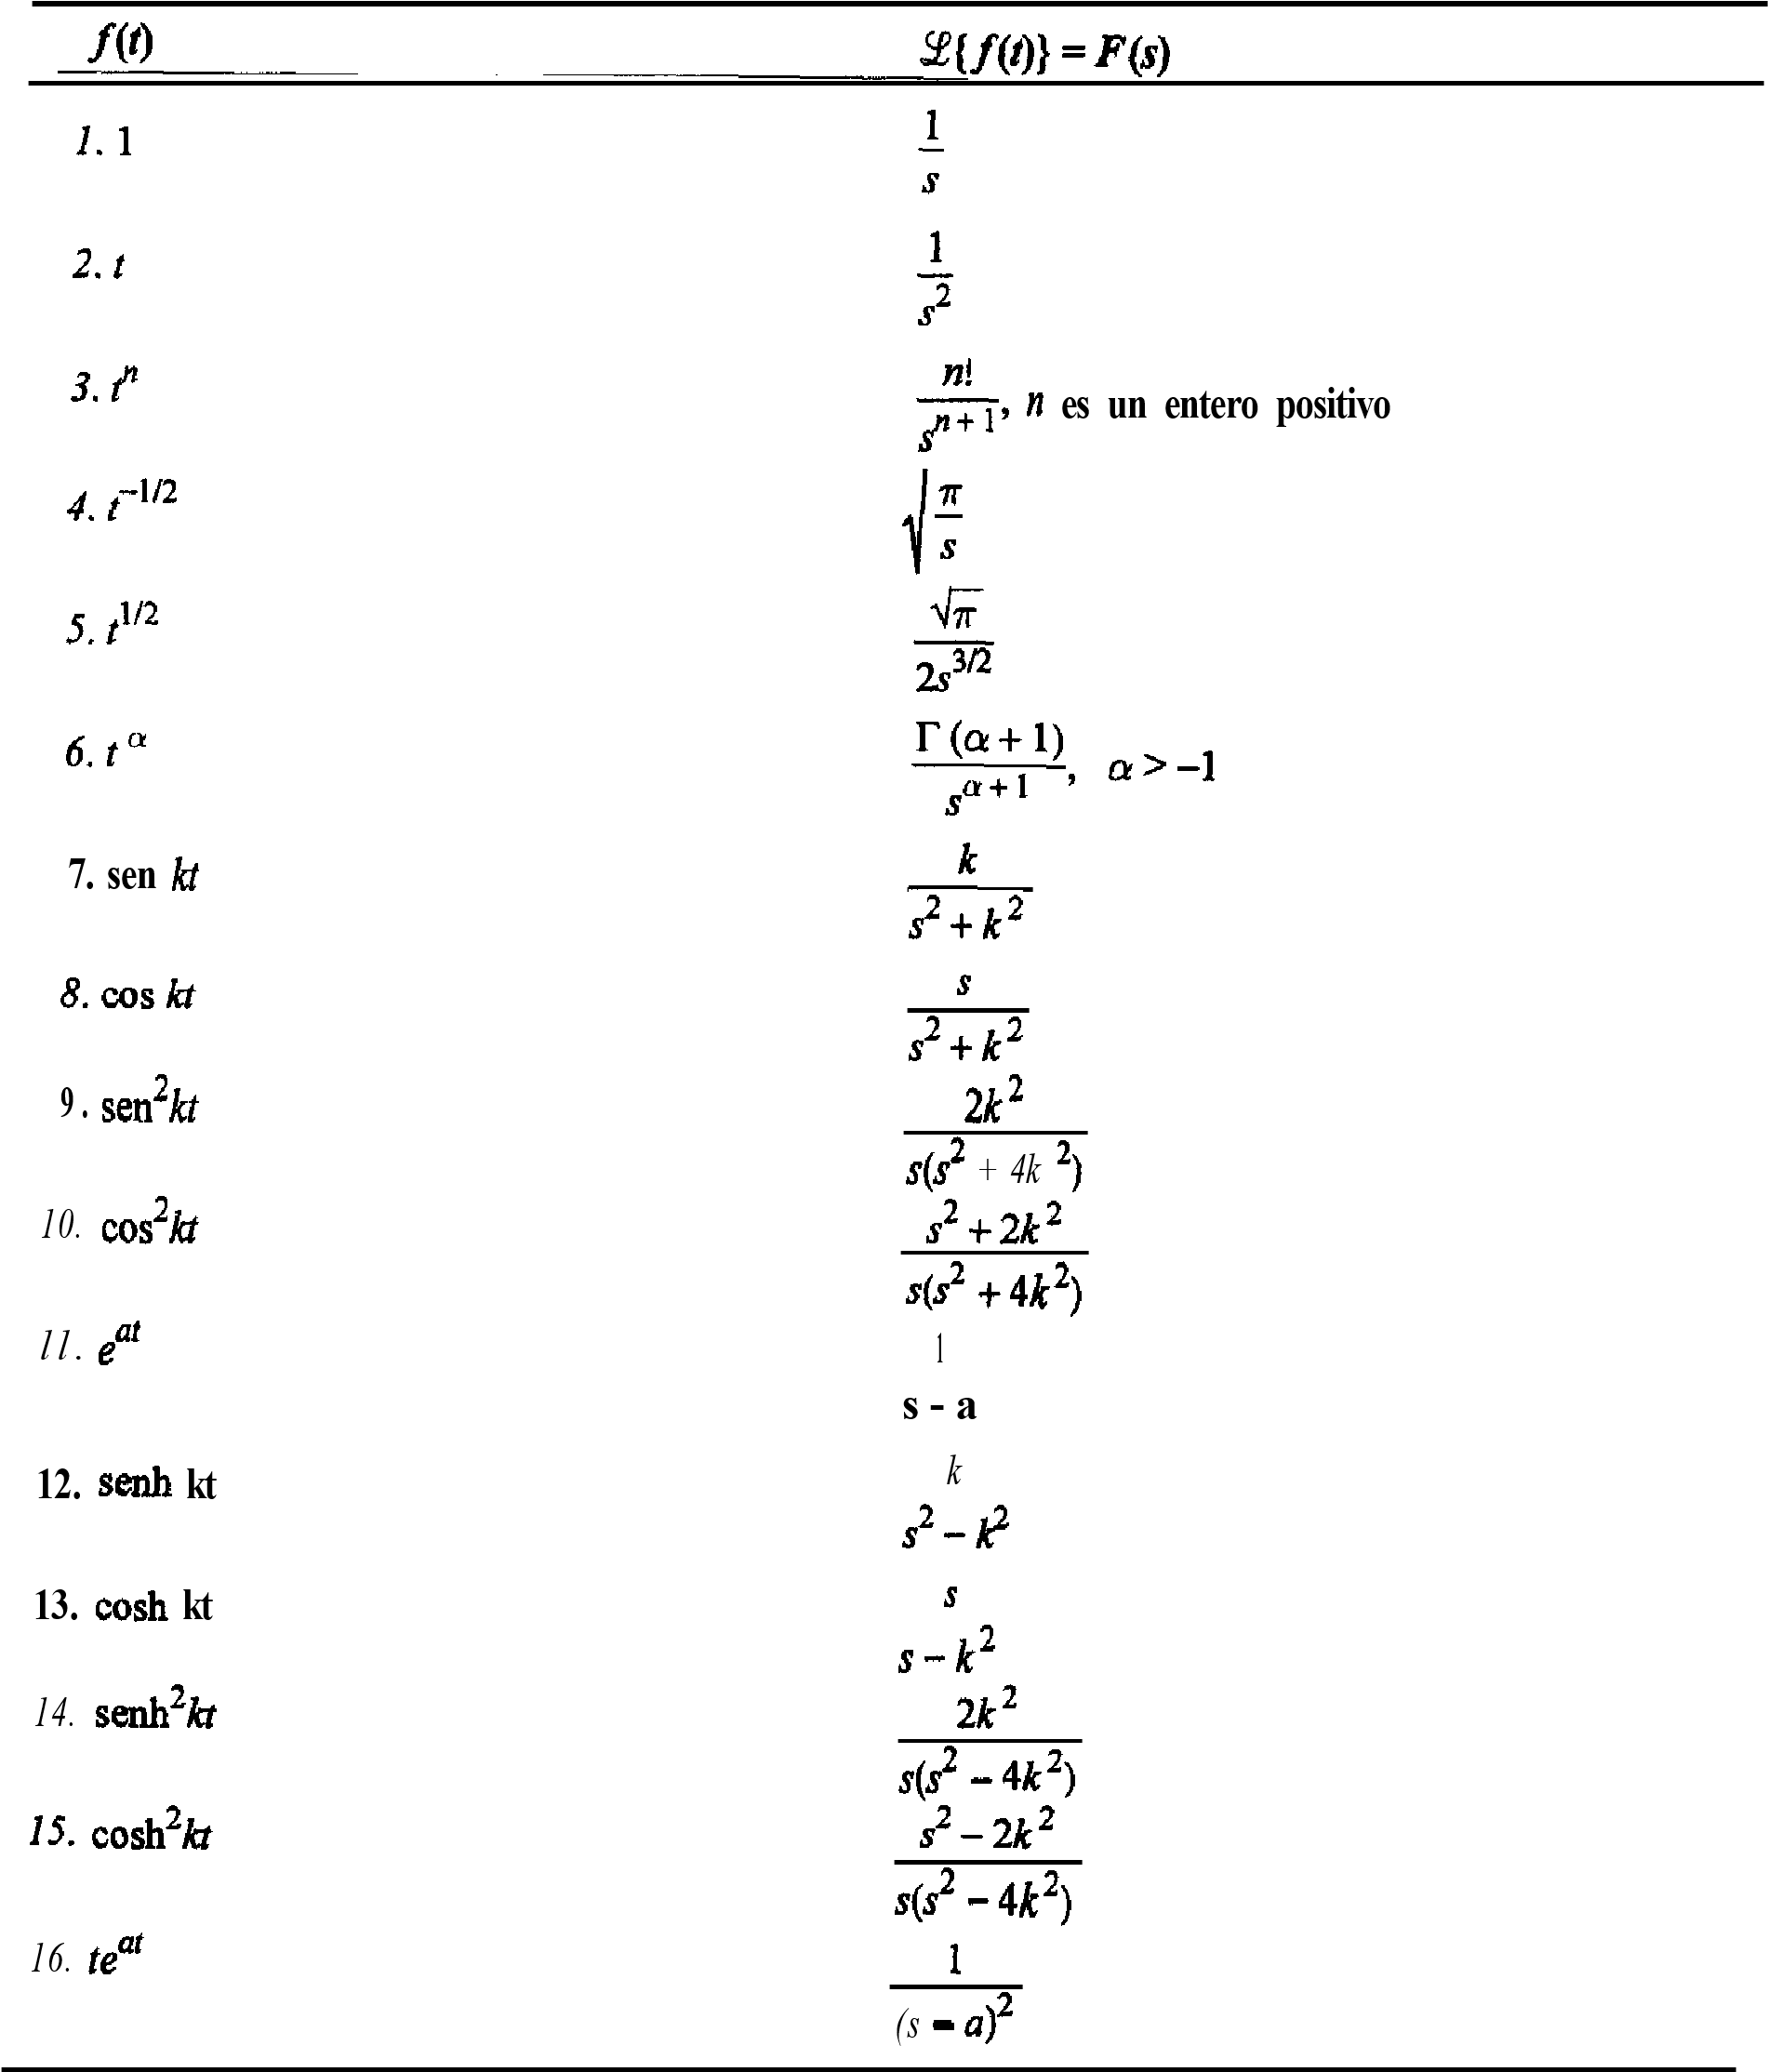 f(t) ℒ{f(t)} = F(s)
1. 1 1/s
2. t 1/s²
3. tⁿ n!/sⁿ⁺¹, n es un entero positivo
4. t^(-1/2) √(π/s)
5. t^(1/2) √π/(2s^(3/2))
6. t^α Γ(α + 1)/s^(α + 1), α > –1
7. sen kt k/(s² + k²)
8. cos kt s/(s² + k²)
9. sen²kt 2k²/(s(s² + 4k²))
10. cos²kt (s² + 2k²)/(s(s² + 4k²))
11. e^(at) 1
s - a
12. senh kt k
s² – k²
13. cosh kt s
s – k²
14. senh²kt 2k²/(s(s² – 4k²))
15. cosh²kt (s² – 2k²)/(s(s² – 4k²))
16. te^(at) 1/(s – a)²